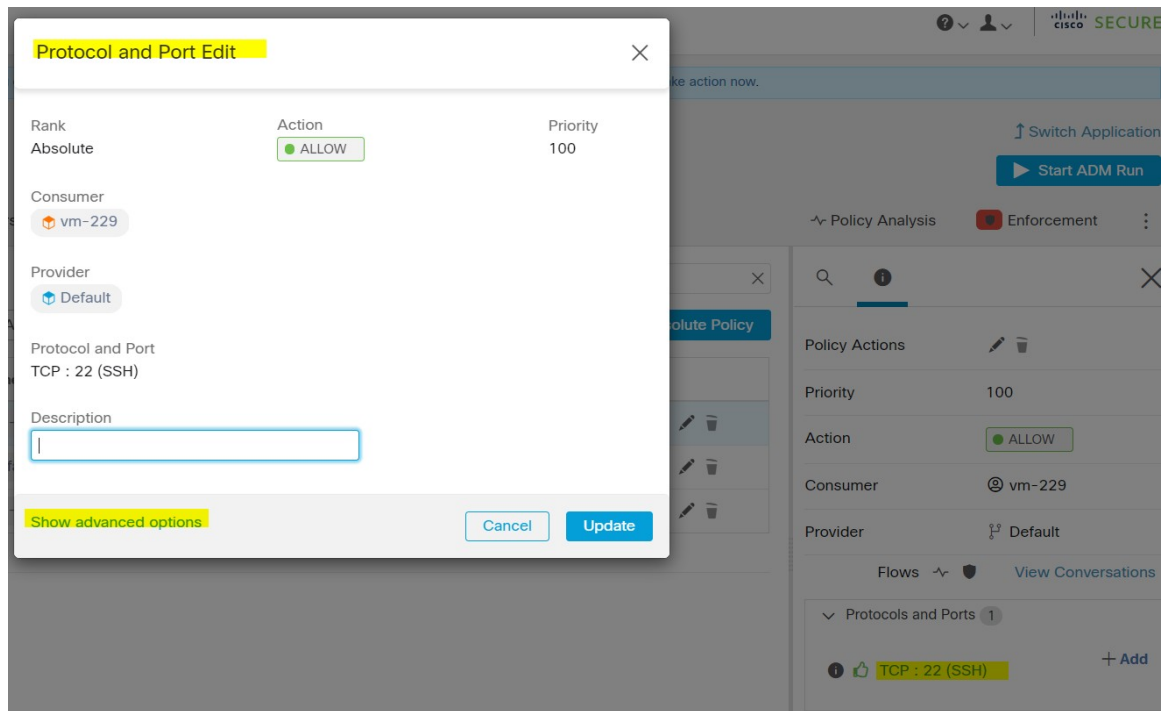 Protocol and Port Edit
Rank
Absolute
Action
ALLOW
Priority
100
Consumer
vm-229
Provider
Default
Protocol and Port
TCP : 22 (SSH)
Description
Show advanced options
Cancel
Update
CISCO SECURE
ke action now.
Switch Application
Start ADM Run
Policy Analysis
Enforcement
olute Policy
Policy Actions
Priority
100
Action
ALLOW
Consumer
vm-229
Provider
Default
Flows
View Conversations
Protocols and Ports 1
TCP : 22 (SSH)
+ Add